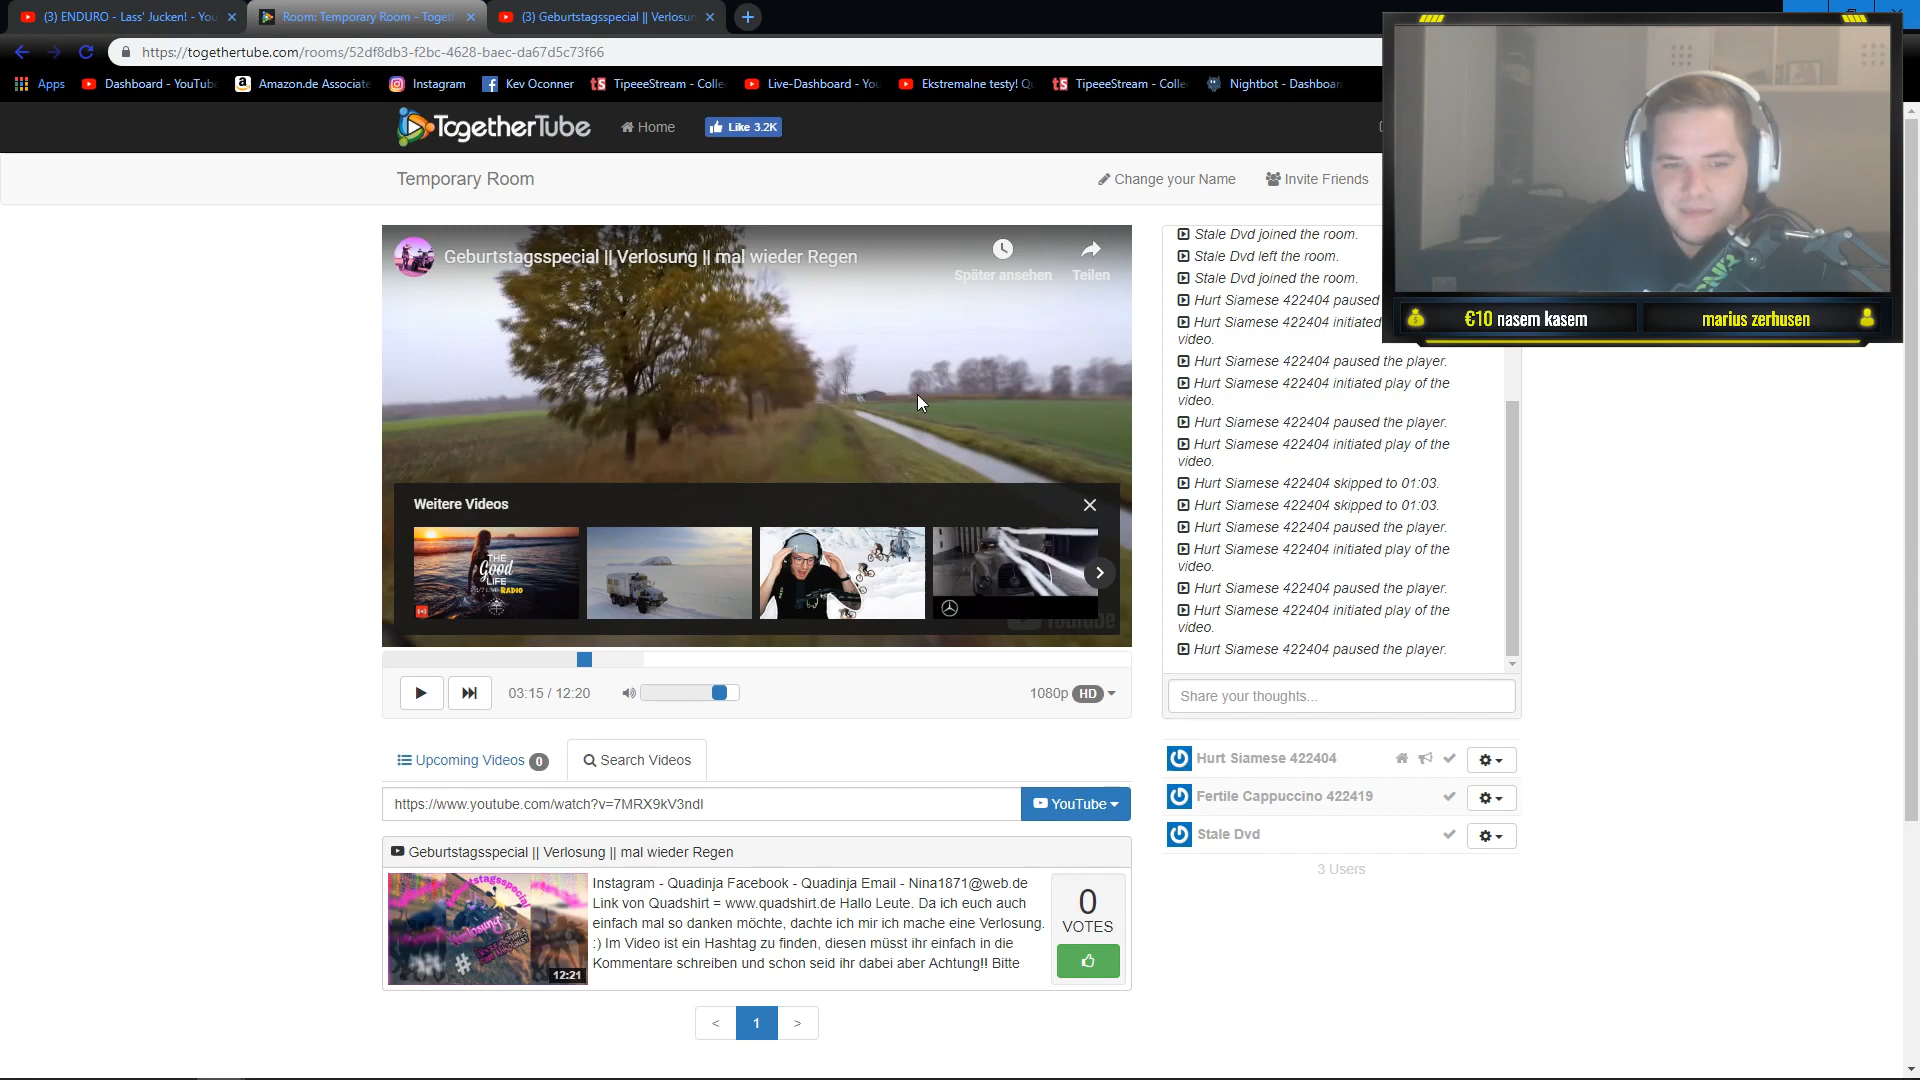 (3) ENDURO - Lass' Jucken! - You
Room: Temporary Room - Togeth
(3) Geburtstagsspecial || Verlosun
https://togethertube.com/rooms/52df8db3-f2bc-4628-baec-da67d5c73f66
Apps
Dashboard - YouTube
Amazon.de Associate
Instagram
Kev Oconner
TipeeeStream - Colle
Live-Dashboard - You
Ekstremalne testy! Qu
TipeeeStream - Colle
Nightbot - Dashboar
TogetherTube
Home
Like 3.2K
Temporary Room
Change your Name
Invite Friends
€10 nasem kasem
marius zerhusen
Geburtstagsspecial || Verlosung || mal wieder Regen
Später ansehen
Teilen
Weitere Videos
THE
Good
LIFE
RADIO
YouTube
03:15 / 12:20
1080p HD
Stale Dvd joined the room.
Stale Dvd left the room.
Stale Dvd joined the room.
Hurt Siamese 422404 paused
Hurt Siamese 422404 initiated
video.
Hurt Siamese 422404 paused the player.
Hurt Siamese 422404 initiated play of the
video.
Hurt Siamese 422404 paused the player.
Hurt Siamese 422404 initiated play of the
video.
Hurt Siamese 422404 skipped to 01:03.
Hurt Siamese 422404 skipped to 01:03.
Hurt Siamese 422404 paused the player.
Hurt Siamese 422404 initiated play of the
video.
Hurt Siamese 422404 paused the player.
Hurt Siamese 422404 initiated play of the
video.
Hurt Siamese 422404 paused the player.
Share your thoughts...
Upcoming Videos 0
Search Videos
https://www.youtube.com/watch?v=7MRX9kV3ndI
YouTube
Geburtstagsspecial || Verlosung || mal wieder Regen
Verlosung
#
12:21
Instagram - Quadinja Facebook - Quadinja Email - Nina1871@web.de
Link von Quadshirt = www.quadshirt.de Hallo Leute. Da ich euch auch
einfach mal so danken möchte, dachte ich mir ich mache eine Verlosung.
:) Im Video ist ein Hashtag zu finden, diesen müsst ihr einfach in die
Kommentare schreiben und schon seid ihr dabei aber Achtung!! Bitte
0
VOTES
< 1 >
Hurt Siamese 422404
Fertile Cappuccino 422419
Stale Dvd
3 Users